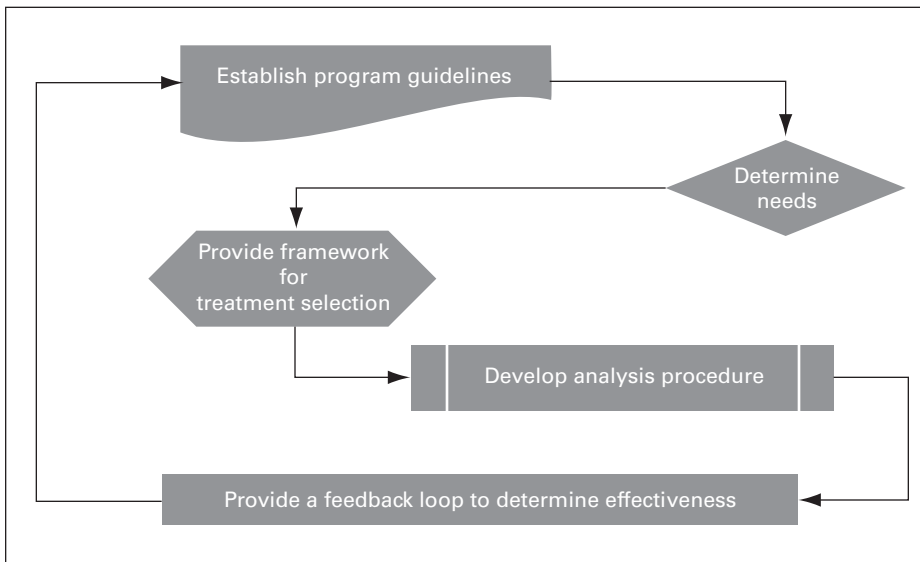 Establish program guidelines
Determine
needs
Provide framework
for
treatment selection
Develop analysis procedure
Provide a feedback loop to determine effectiveness